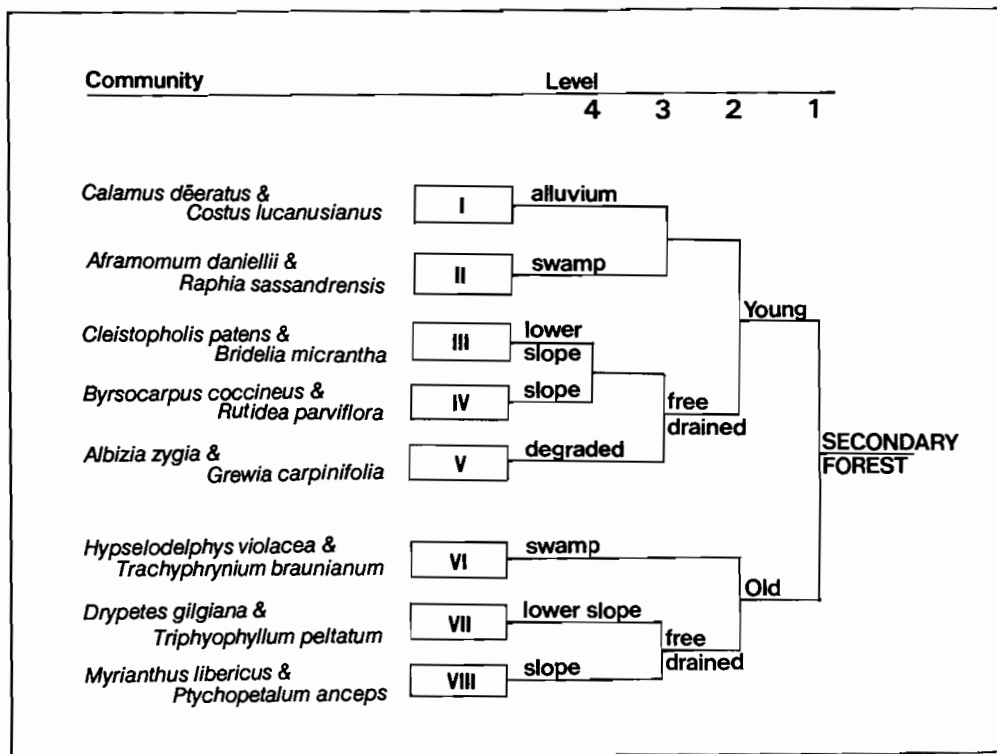 Community Level
4 3 2 1
Calamus dēeratus &
Costus lucanusianus
I
alluvium
Aframomum daniellii &
Raphia sassandrensis
II
swamp
Young
Cleistopholis patens &
Bridelia micrantha
III
lower
slope
Byrsocarpus coccineus &
Rutidea parviflora
IV
slope
free
drained
Albizia zygia &
Grewia carpinifolia
V
degraded
SECONDARY
FOREST
Hypselodelphys violacea &
Trachyphrynium braunianum
VI
swamp
Old
Drypetes gilgiana &
Triphyophyllum peltatum
VII
lower slope
free
drained
Myrianthus libericus &
Ptychopetalum anceps
VIII
slope